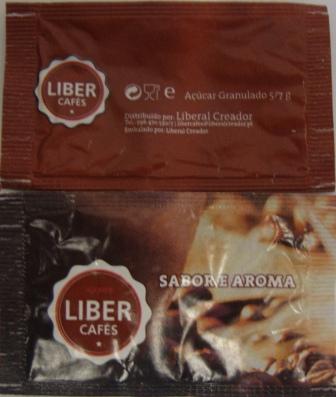 LIBER
CAFÉS
e Açúcar Granulado 5/7 g
Distribuído por: Liberal Creador
Embalado por: Liberal Creador
SABOR E AROMA
LIBER
CAFÉS